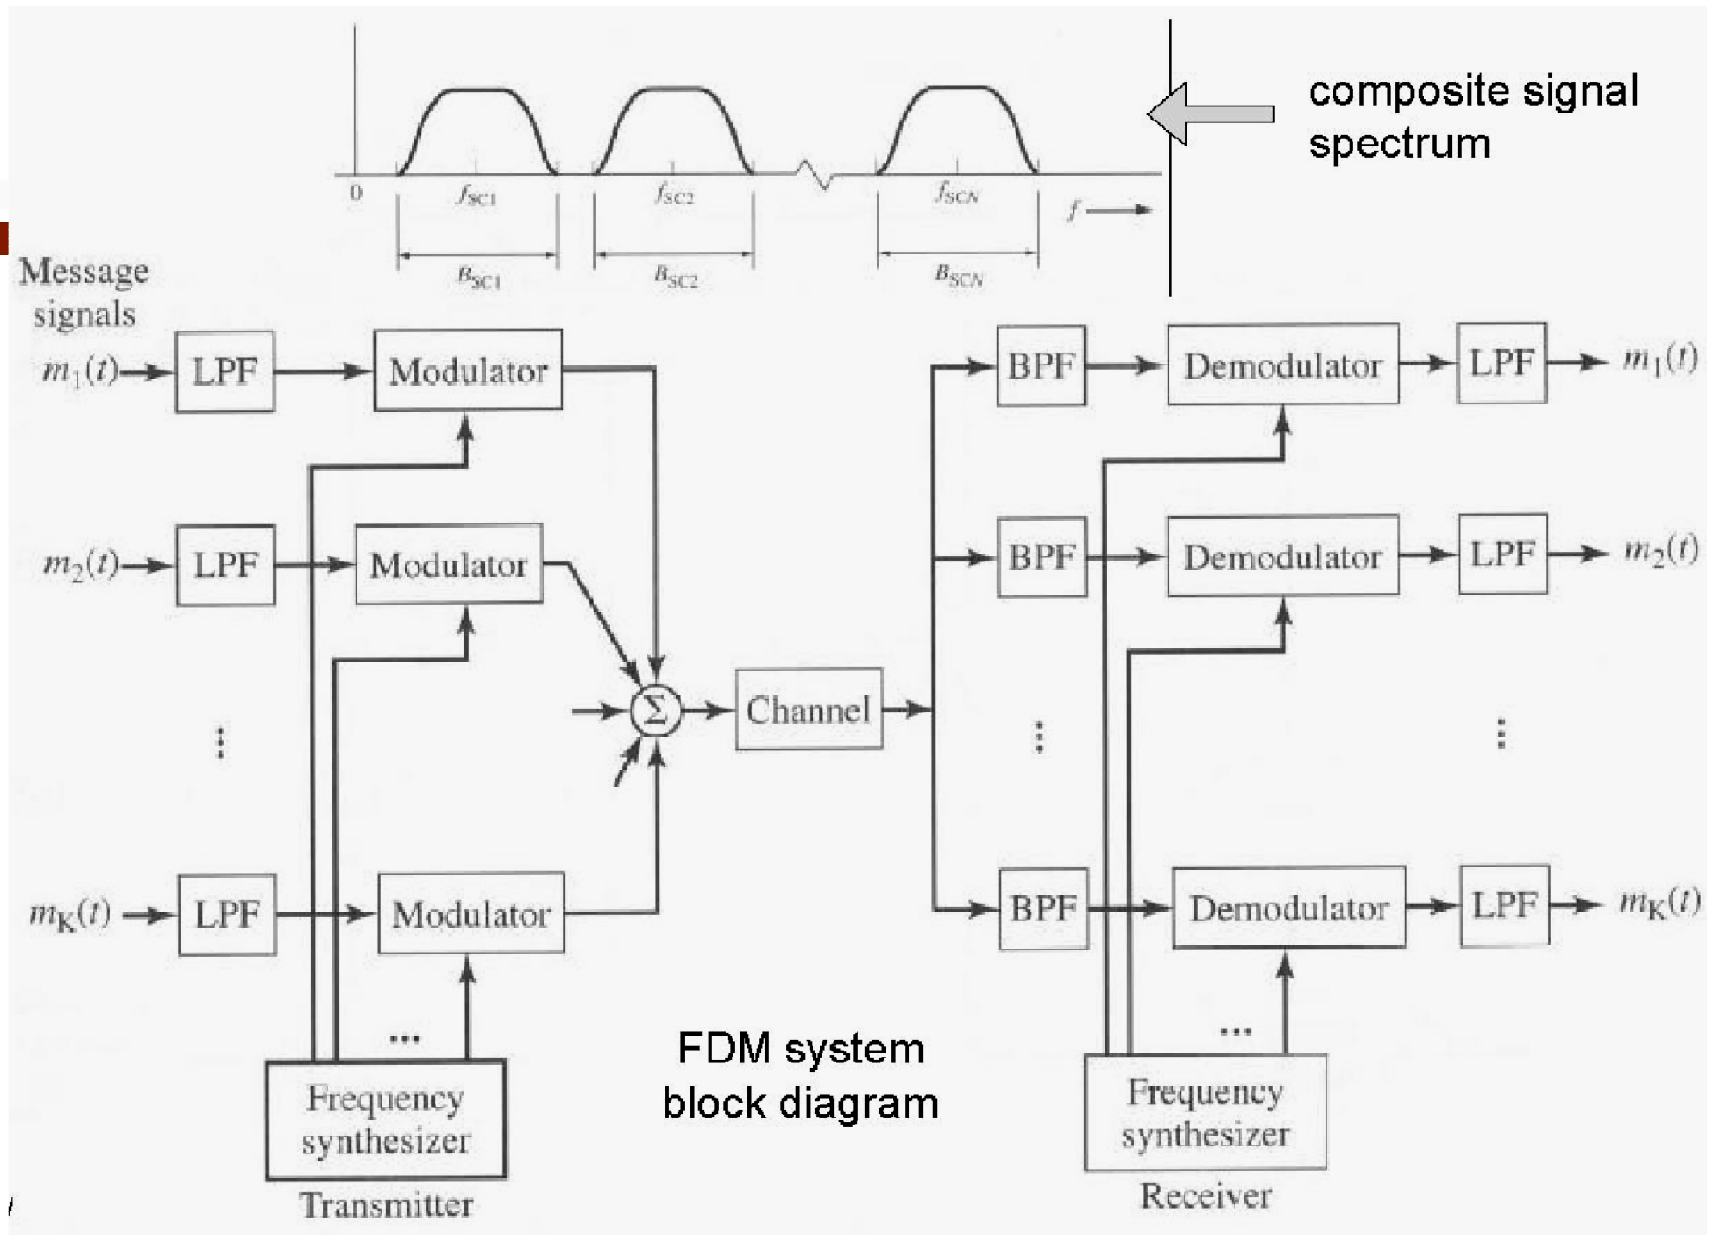 composite signal
spectrum
0
f_SC1
f_SC2
f_SCN
f
B_SC1
B_SC2
B_SCN
Message
signals
m₁(t)
LPF
Modulator
BPF
Demodulator
LPF
m₁(t)
m₂(t)
LPF
Modulator
BPF
Demodulator
LPF
m₂(t)
Σ
Channel
⋮
⋮
⋮
m_K(t)
LPF
Modulator
BPF
Demodulator
LPF
m_K(t)
...
...
FDM system
block diagram
Frequency
synthesizer
Transmitter
Frequency
synthesizer
Receiver